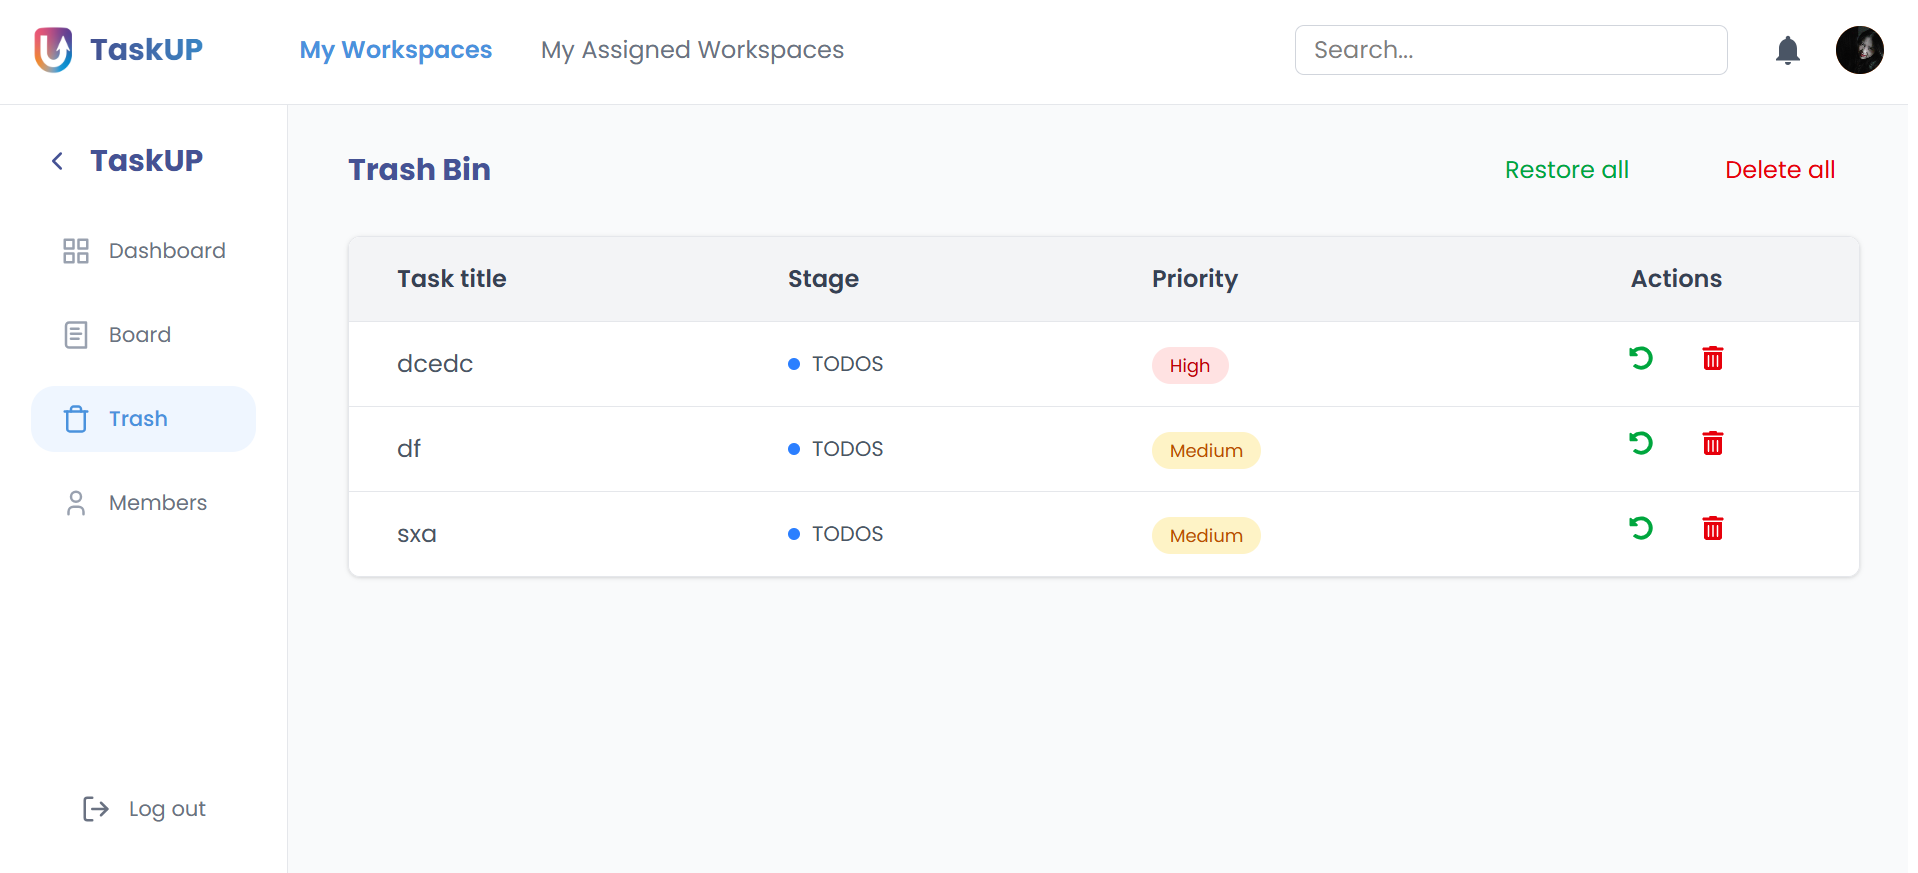 TaskUP
My Workspaces
My Assigned Workspaces
Search...
TaskUP
Dashboard
Board
Trash
Members
Log out
Trash Bin
Restore all
Delete all
Task title Stage Priority Actions
dcedc TODOS High
df TODOS Medium
sxa TODOS Medium